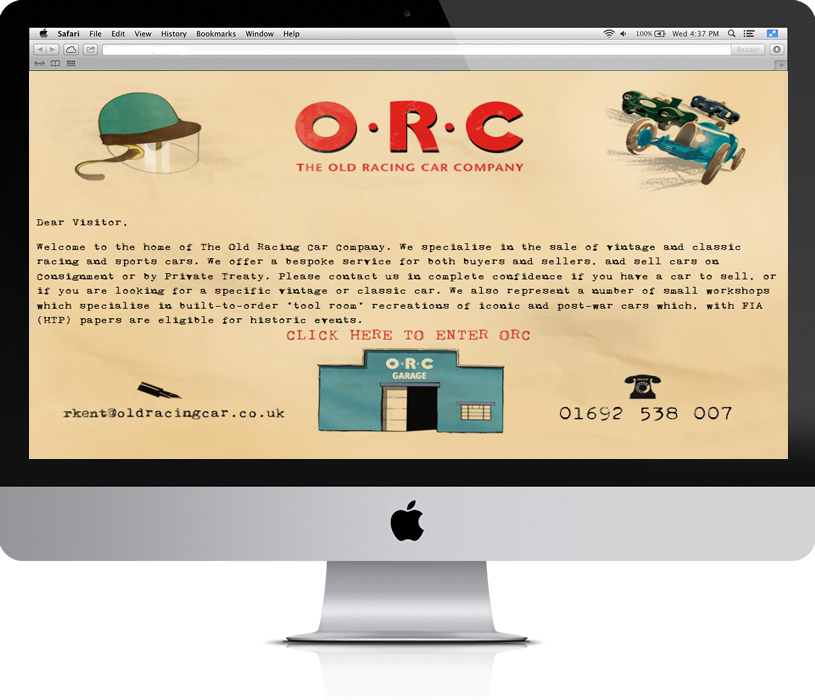 Safari File Edit View History Bookmarks Window Help 100% Wed 4:37 PM
Reader
O·R·C
THE OLD RACING CAR COMPANY
Dear Visitor,
Welcome to the home of The Old Racing Car Company. We specialise in the sale of vintage and classic
racing and sports cars. We offer a bespoke service for both buyers and sellers, and sell cars on
Consignment or by Private Treaty. Please contact us in complete confidence if you have a car to sell, or
if you are looking for a specific vintage or classic car. We also represent a number of small workshops
which specialise in built-to-order "tool room" recreations of iconic and post-war cars which, with FIA
(HTP) papers are eligible for historic events.
CLICK HERE TO ENTER ORC
O·R·C
GARAGE
rkent@oldracingcar.co.uk
01692 538 007